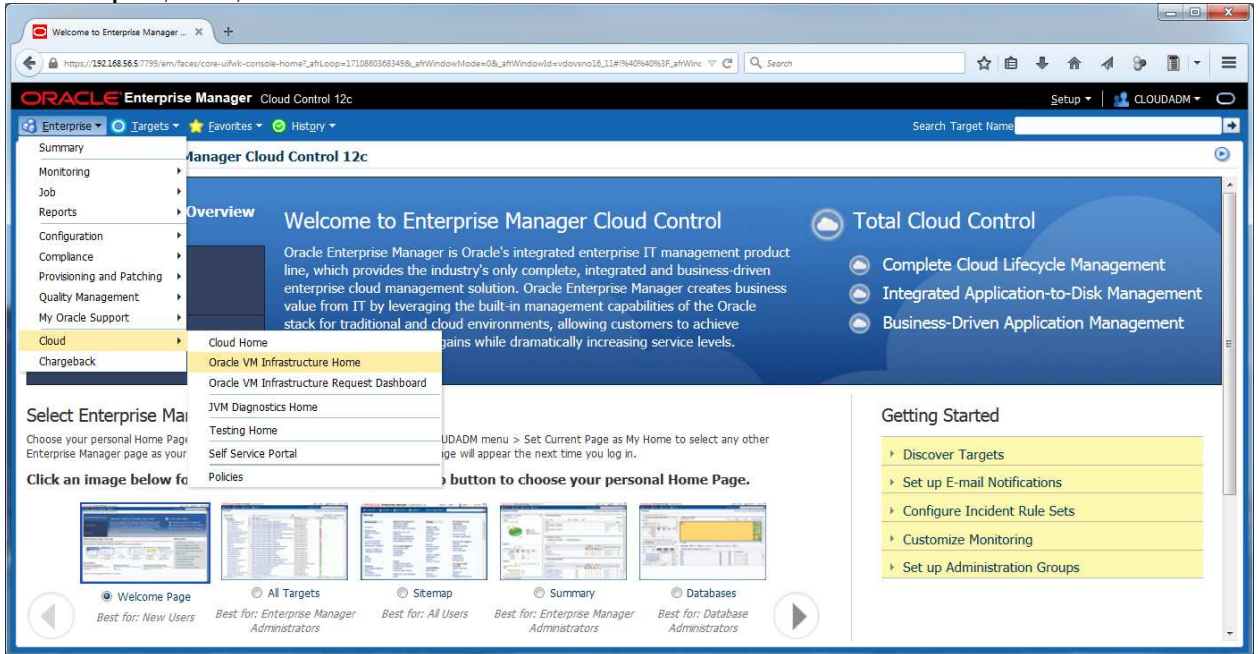 Welcome to Enterprise Manager ...
https://192.168.56.5:7799/em/faces/core-uifwk-console-home?_afrLoop=1710860368349&_afrWindowMode=0&_afrWindowId=vdovsno16_11#!%40%40%3F_afrWinc
Search
ORACLE Enterprise Manager Cloud Control 12c
Setup
CLOUDADM
Enterprise
Targets
Favorites
History
Search Target Name
Manager Cloud Control 12c
Summary
Monitoring
Job
Reports
Configuration
Compliance
Provisioning and Patching
Quality Management
My Oracle Support
Cloud
Chargeback
Cloud Home
Oracle VM Infrastructure Home
Oracle VM Infrastructure Request Dashboard
JVM Diagnostics Home
Testing Home
Self Service Portal
Policies
Overview
Welcome to Enterprise Manager Cloud Control
Oracle Enterprise Manager is Oracle's integrated enterprise IT management product
line, which provides the industry's only complete, integrated and business-driven
enterprise cloud management solution. Oracle Enterprise Manager creates business
value from IT by leveraging the built-in management capabilities of the Oracle
stack for traditional and cloud environments, allowing customers to achieve
gains while dramatically increasing service levels.
Total Cloud Control
Complete Cloud Lifecycle Management
Integrated Application-to-Disk Management
Business-Driven Application Management
Select Enterprise Ma
Choose your personal Home Page
UDADM menu > Set Current Page as My Home to select any other
Enterprise Manager page as your
ge will appear the next time you log in.
Click an image below fo
button to choose your personal Home Page.
Welcome Page
Best for: New Users
All Targets
Best for: Enterprise Manager
Administrators
Sitemap
Best for: All Users
Summary
Best for: Enterprise Manager
Administrators
Databases
Best for: Database
Administrators
Getting Started
Discover Targets
Set up E-mail Notifications
Configure Incident Rule Sets
Customize Monitoring
Set up Administration Groups